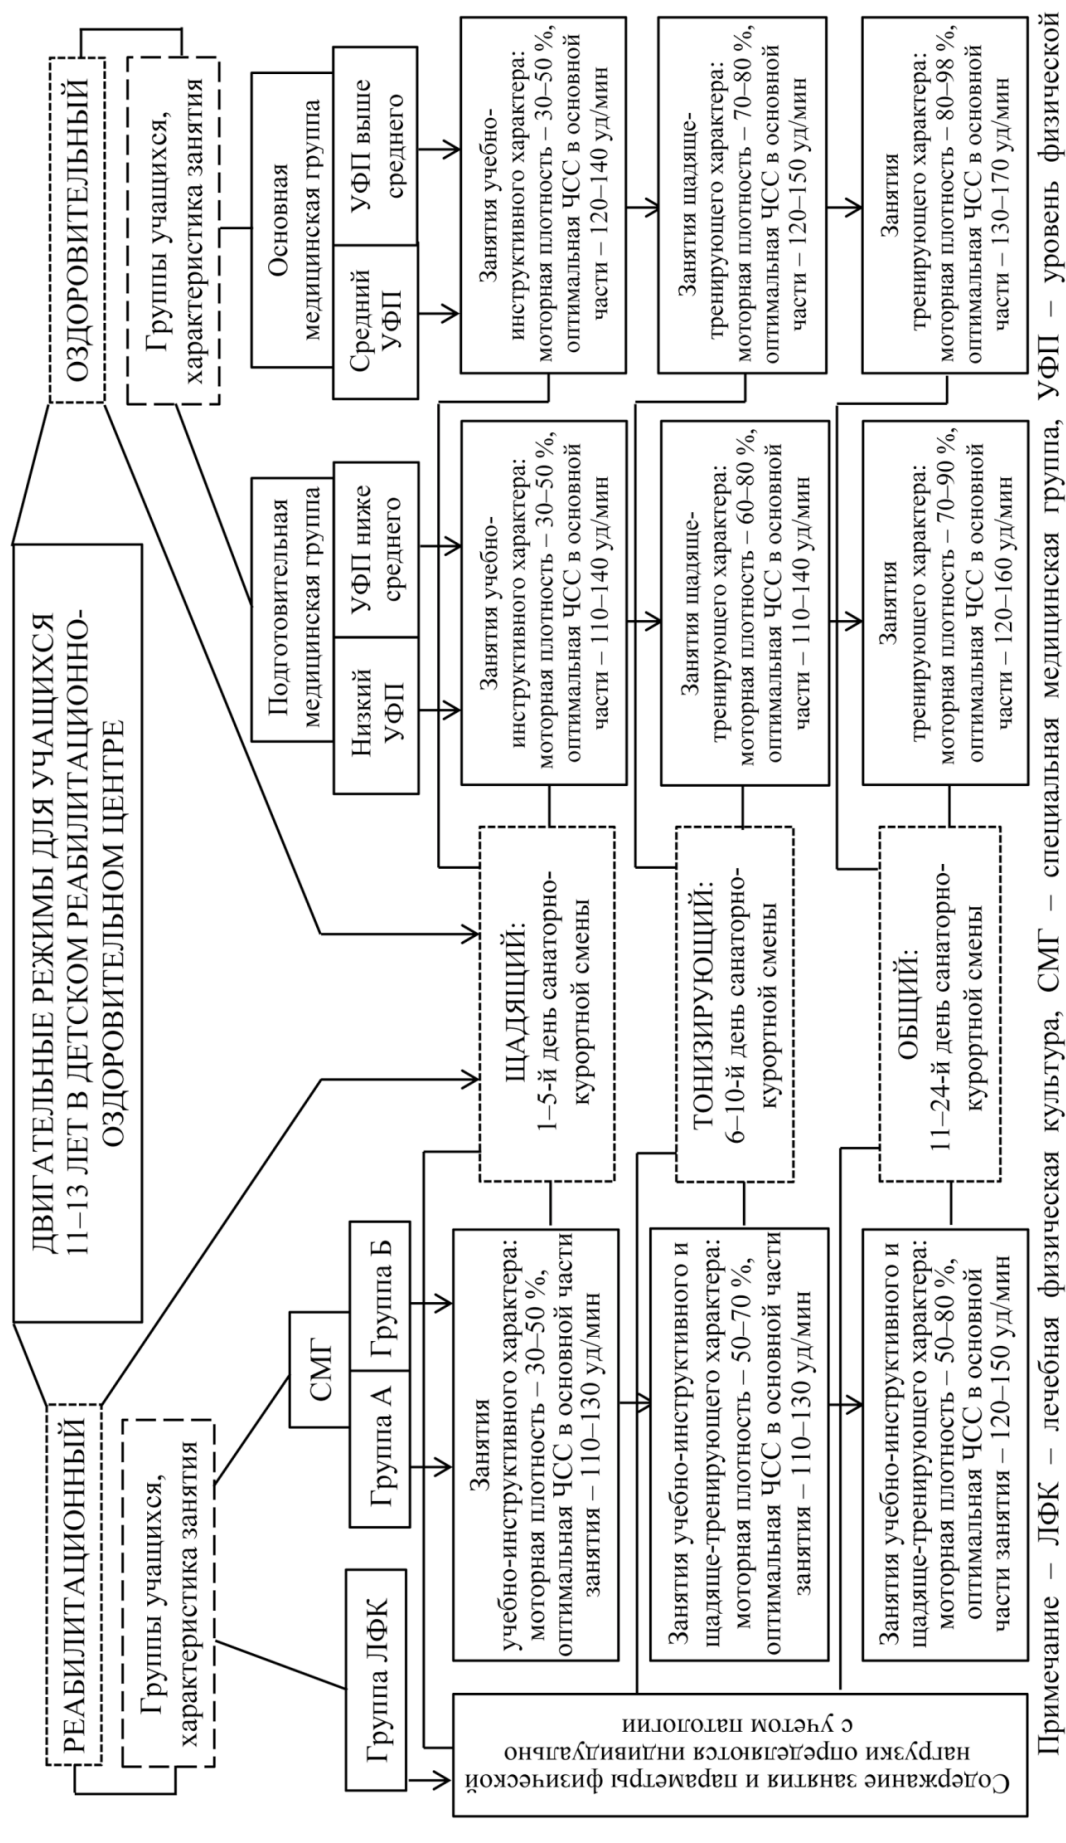 ДВИГАТЕЛЬНЫЕ РЕЖИМЫ ДЛЯ УЧАЩИХСЯ
11–13 ЛЕТ В ДЕТСКОМ РЕАБИЛИТАЦИОННО-
ОЗДОРОВИТЕЛЬНОМ ЦЕНТРЕ
РЕАБИЛИТАЦИОННЫЙ
Группы учащихся,
характеристика занятия
Группа ЛФК
СМГ
Группа А
Группа Б
Содержание занятия и параметры физической
нагрузки определяются индивидуально
с учетом патологии
Занятия
учебно-инструктивного характера:
моторная плотность – 30–50 %,
оптимальная ЧСС в основной части
занятия – 110–130 уд/мин
Занятия учебно-инструктивного и
щадяще-тренирующего характера:
моторная плотность – 50–70 %,
оптимальная ЧСС в основной части
занятия – 110–130 уд/мин
Занятия учебно-инструктивного и
щадяще-тренирующего характера:
моторная плотность – 50–80 %,
оптимальная ЧСС в основной
части занятия – 120–150 уд/мин
ЩАДЯЩИЙ:
1–5-й день санаторно-
курортной смены
ТОНИЗИРУЮЩИЙ:
6–10-й день санаторно-
курортной смены
ОБЩИЙ:
11–24-й день санаторно-
курортной смены
ОЗДОРОВИТЕЛЬНЫЙ
Группы учащихся,
характеристика занятия
Подготовительная
медицинская группа
Низкий
УФП
УФП ниже
среднего
Занятия учебно-
инструктивного характера:
моторная плотность – 30–50 %,
оптимальная ЧСС в основной
части – 110–140 уд/мин
Занятия щадяще-
тренирующего характера:
моторная плотность – 60–80 %,
оптимальная ЧСС в основной
части – 110–140 уд/мин
Занятия
тренирующего характера:
моторная плотность – 70–90 %,
оптимальная ЧСС в основной
части – 120–160 уд/мин
Основная
медицинская группа
Средний
УФП
УФП выше
среднего
Занятия учебно-
инструктивного характера:
моторная плотность – 30–50 %,
оптимальная ЧСС в основной
части – 120–140 уд/мин
Занятия щадяще-
тренирующего характера:
моторная плотность – 70–80 %,
оптимальная ЧСС в основной
части – 120–150 уд/мин
Занятия
тренирующего характера:
моторная плотность – 80–98 %,
оптимальная ЧСС в основной
части – 130–170 уд/мин
Примечание – ЛФК – лечебная физическая культура, СМГ – специальная медицинская группа, УФП – уровень физической